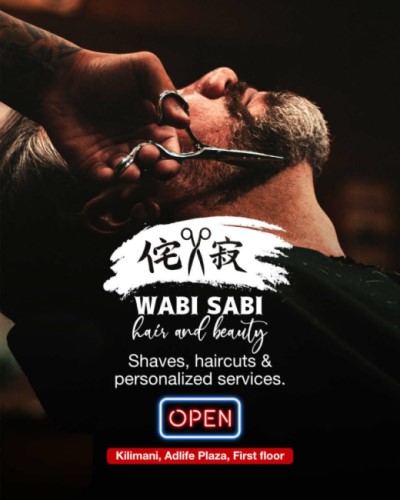 侘寂
WABI SABI
hair and beauty
Shaves, haircuts &
personalized services.
OPEN
Kilimani, Adlife Plaza, First floor